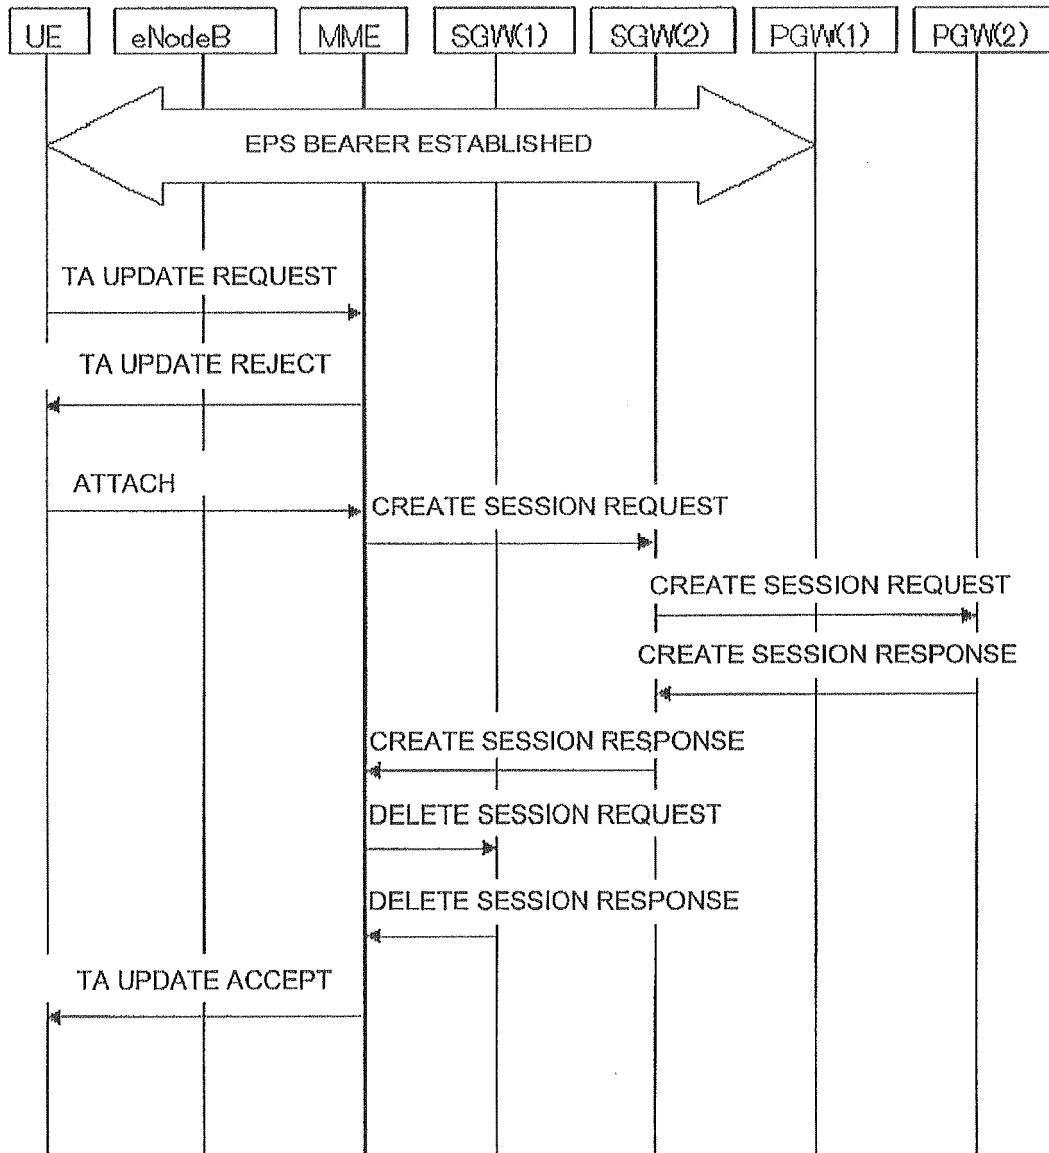 UE eNodeB MME SGW(1) SGW(2) PGW(1) PGW(2)
EPS BEARER ESTABLISHED
TA UPDATE REQUEST
TA UPDATE REJECT
ATTACH
CREATE SESSION REQUEST
CREATE SESSION REQUEST
CREATE SESSION RESPONSE
CREATE SESSION RESPONSE
DELETE SESSION REQUEST
DELETE SESSION RESPONSE
TA UPDATE ACCEPT